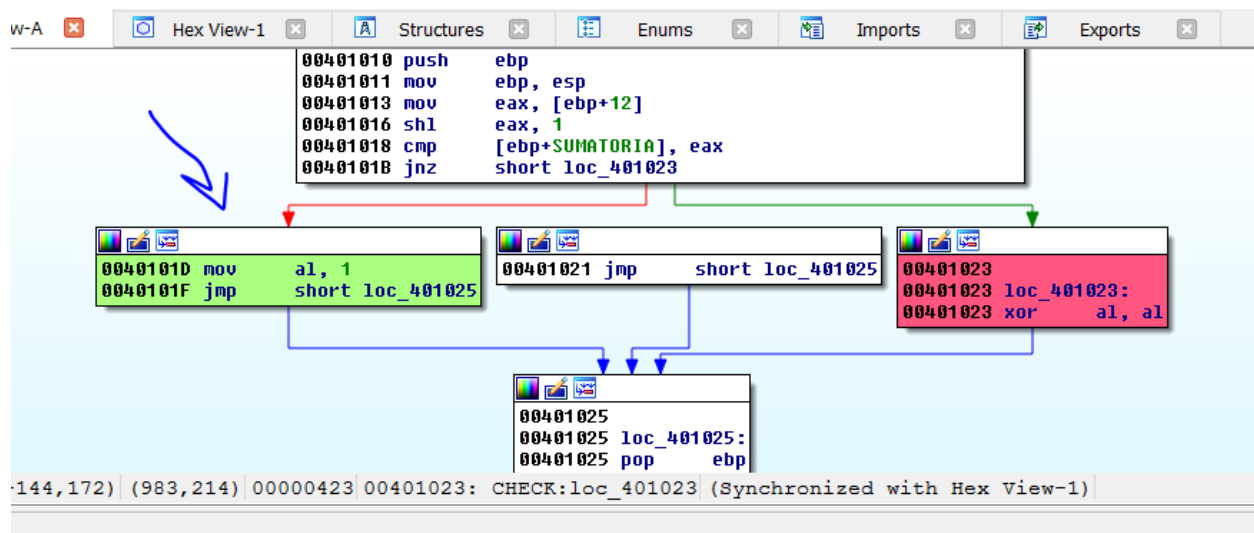 w-A Hex View-1 Structures Enums Imports Exports
00401010 push ebp
00401011 mov ebp, esp
00401013 mov eax, [ebp+12]
00401016 shl eax, 1
00401018 cmp [ebp+SUMATORIA], eax
0040101B jnz short loc_401023
0040101D mov al, 1
0040101F jmp short loc_401025
00401021 jmp short loc_401025
00401023
00401023 loc_401023:
00401023 xor al, al
00401025
00401025 loc_401025:
00401025 pop ebp
-144,172) (983,214) 00000423 00401023: CHECK:loc_401023 (Synchronized with Hex View-1)